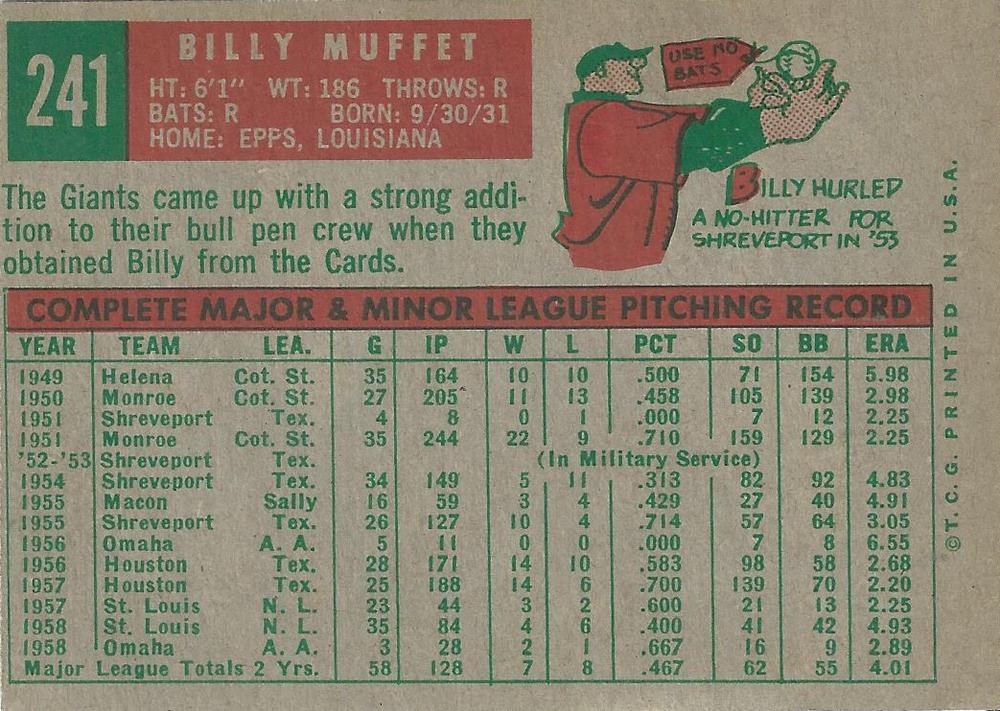 241
BILLY MUFFET
HT: 6'1" WT: 186 THROWS: R
BATS: R BORN: 9/30/31
HOME: EPPS, LOUISIANA
The Giants came up with a strong addi-
tion to their bull pen crew when they
obtained Billy from the Cards.
USE NO
BATS
BILLY HURLED
A NO-HITTER FOR
SHREVEPORT IN '53
COMPLETE MAJOR & MINOR LEAGUE PITCHING RECORD
YEAR TEAM LEA. G IP W L PCT SO BB ERA
1949 Helena Cot. St. 35 164 10 10 .500 71 154 5.98
1950 Monroe Cot. St. 27 205 11 13 .458 105 139 2.98
1951 Shreveport Tex. 4 8 0 1 .000 7 12 2.25
1951 Monroe Cot. St. 35 244 22 9 .710 159 129 2.25
'52-'53 Shreveport Tex. (In Military Service)
1954 Shreveport Tex. 34 149 5 11 .313 82 92 4.83
1955 Macon Sally 16 59 3 4 .429 27 40 4.91
1955 Shreveport Tex. 26 127 10 4 .714 57 64 3.05
1956 Omaha A. A. 5 11 0 0 .000 7 8 6.55
1956 Houston Tex. 28 171 14 10 .583 98 58 2.68
1957 Houston Tex. 25 188 14 6 .700 139 70 2.20
1957 St. Louis N. L. 23 44 3 2 .600 21 13 2.25
1958 St. Louis N. L. 35 84 4 6 .400 41 42 4.93
1958 Omaha A. A. 3 28 2 1 .667 16 9 2.89
Major League Totals 2 Yrs. 58 128 7 8 .467 62 55 4.01
©T. C. G. PRINTED IN U.S.A.